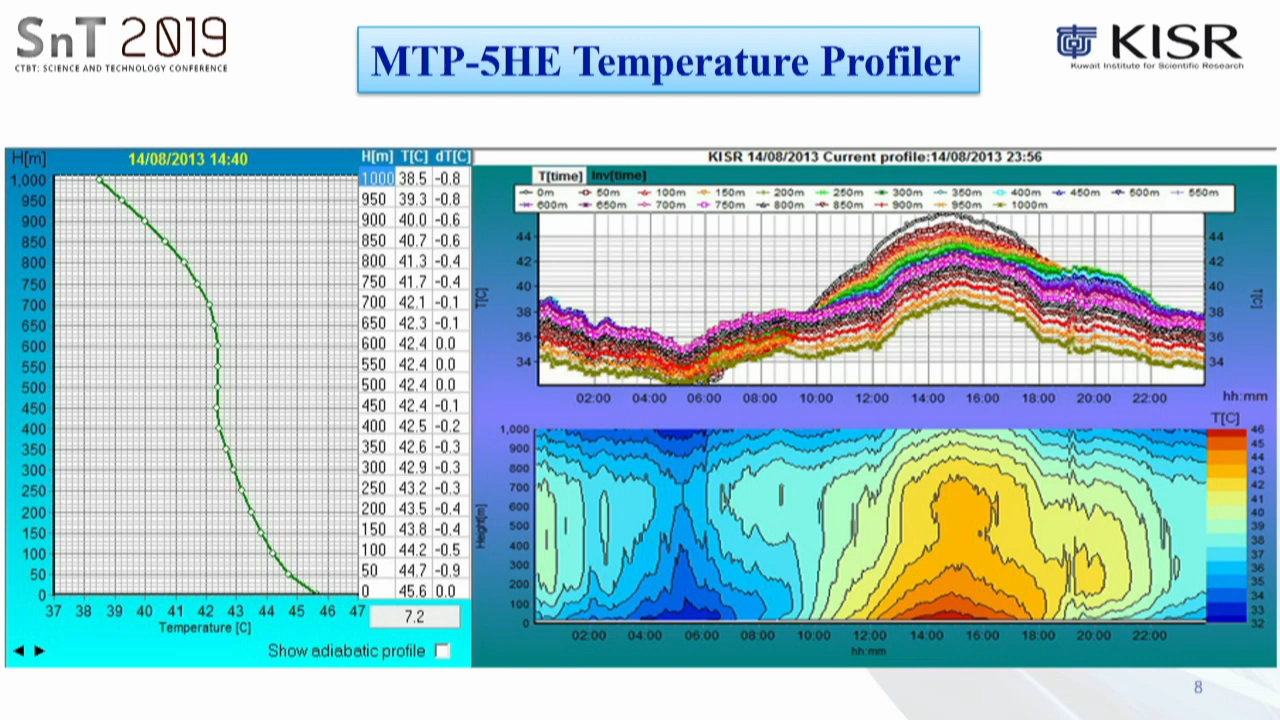 SnT 2019
CTBT: SCIENCE AND TECHNOLOGY CONFERENCE
MTP-5HE Temperature Profiler
KISR
Kuwait Institute for Scientific Research
H[m] 14/08/2013 14:40
1,000
950
900
850
800
750
700
650
600
550
500
450
400
350
300
250
200
150
100
50
0
37 38 39 40 41 42 43 44 45 46 47
Temperature [C]
H[m] T[C] dT[C]
1000 38.5 -0.8
950 39.3 -0.8
900 40.0 -0.6
850 40.7 -0.6
800 41.3 -0.4
750 41.7 -0.4
700 42.1 -0.1
650 42.3 -0.1
600 42.4 0.0
550 42.4 0.0
500 42.4 0.0
450 42.4 -0.1
400 42.5 -0.2
350 42.6 -0.3
300 42.9 -0.3
250 43.2 -0.3
200 43.5 -0.4
150 43.8 -0.4
100 44.2 -0.5
50 44.7 -0.9
0 45.6 0.0
7.2
Show adiabatic profile
KISR 14/08/2013 Current profile:14/08/2013 23:56
T[time] Inv[time]
0m 50m 100m 150m 200m 250m 300m 350m 400m 450m 500m 550m
600m 650m 700m 750m 800m 850m 900m 950m 1000m
T[C]
44
42
40
38
36
34
44
42
40
38
36
34
T[C]
02:00 04:00 06:00 08:00 10:00 12:00 14:00 16:00 18:00 20:00 22:00 hh:mm
Height[m]
1,000
900
800
700
600
500
400
300
200
100
0
02:00 04:00 06:00 08:00 10:00 12:00 14:00 16:00 18:00 20:00 22:00
hh:mm
T[C]
46
45
44
43
42
41
40
39
38
37
36
35
34
33
32
8